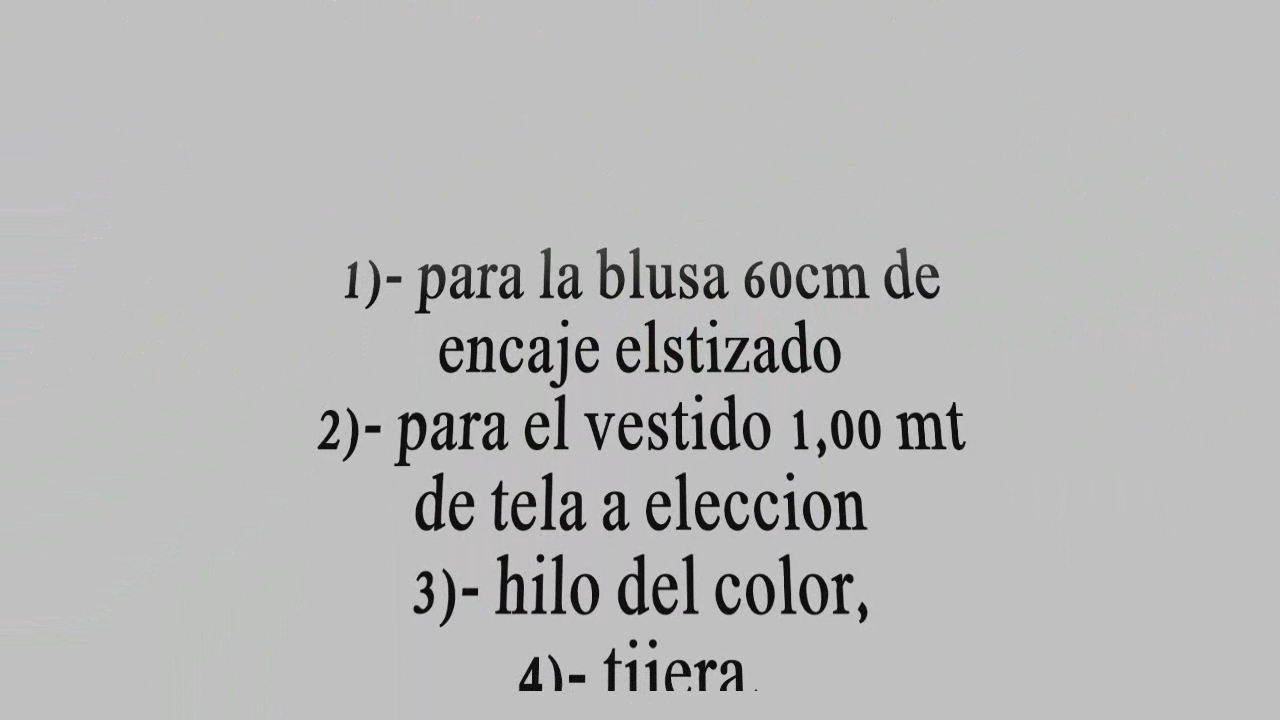 1)- para la blusa 60cm de
encaje elstizado
2)- para el vestido 1,00 mt
de tela a eleccion
3)- hilo del color,
4)- tijera.